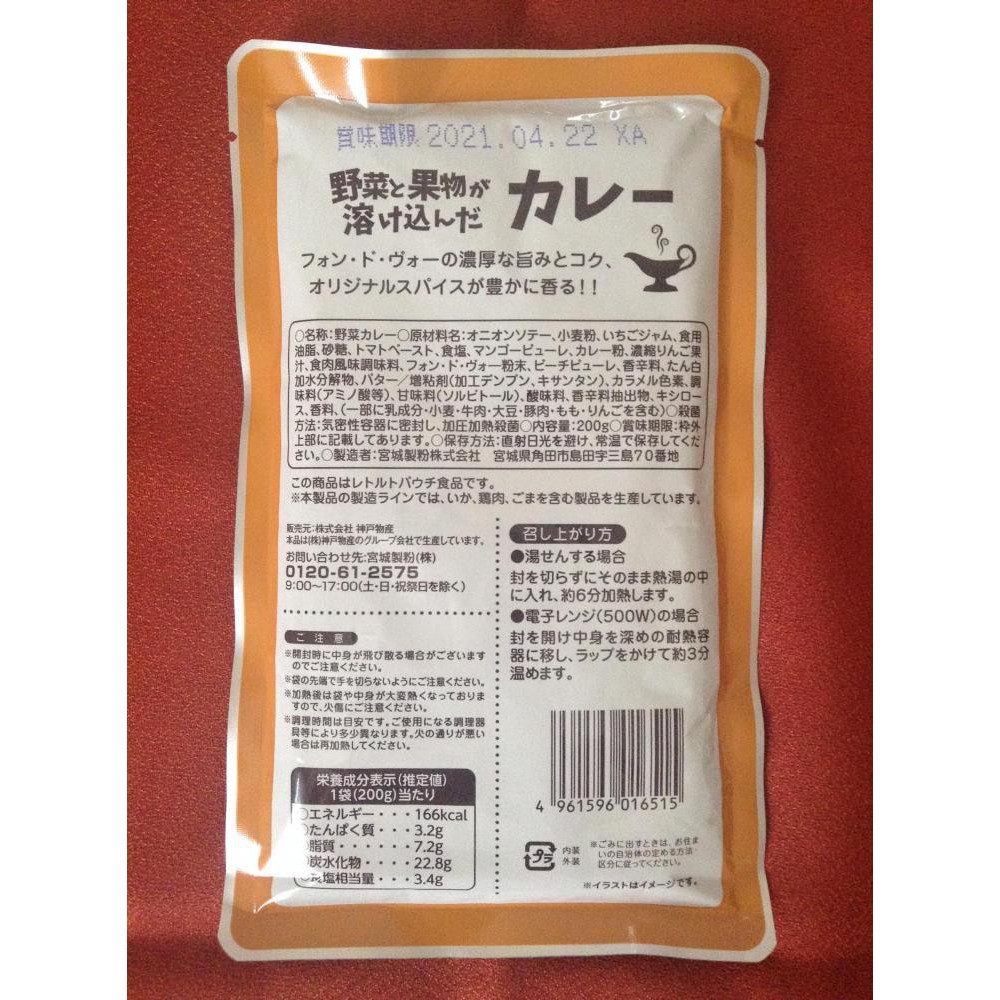 賞味期限 2021.04.22 XA
野菜と果物が
溶け込んだ
カレー
フォン・ド・ヴォーの濃厚な旨みとコク、
オリジナルスパイスが豊かに香る!!
○名称:野菜カレー○原材料名:オニオンソテー、小麦粉、いちごジャム、食用
油脂、砂糖、トマトペースト、食塩、マンゴーピューレ、カレー粉、濃縮りんご果
汁、食肉風味調味料、フォン・ド・ヴォー粉末、ピーチピューレ、香辛料、たん白
加水分解物、バター/増粘剤(加工デンプン、キサンタン)、カラメル色素、調
味料(アミノ酸等)、甘味料(ソルビトール)、酸味料、香辛料抽出物、キシロー
ス、香料、(一部に乳成分・小麦・牛肉・大豆・豚肉・もも・りんごを含む)○殺菌
方法:気密性容器に密封し、加圧加熱殺菌○内容量:200g○賞味期限:枠外
上部に記載してあります。○保存方法:直射日光を避け、常温で保存してくだ
さい。○製造者:宮城製粉株式会社 宮城県角田市島田字三島70番地
この商品はレトルトパウチ食品です。
※本製品の製造ラインでは、いか、鶏肉、ごまを含む製品を生産しています。
販売元:株式会社 神戸物産
本品は(株)神戸物産のグループ会社で生産しています。
お問い合わせ先:宮城製粉(株)
0120-61-2575
9:00〜17:00(土・日・祝祭日を除く)
ご注意
※開封時に中身が飛び散る場合がございます
のでご注意ください。
※袋の先端で手を切らないようにご注意ください。
※加熱後は袋や中身が大変熱くなっておりま
すので、火傷にご注意ください。
※調理時間は目安です。ご使用になる調理器
具等により多少異なります。火の通りが悪い
場合は再加熱してください。
栄養成分表示(推定値)
1袋(200g)当たり
○エネルギー・・・166kcal
○たんぱく質・・・3.2g
○脂質・・・・・・7.2g
○炭水化物・・・・22.8g
○食塩相当量・・・3.4g
召し上がり方
●湯せんする場合
封を切らずにそのまま熱湯の中
に入れ、約6分加熱します。
●電子レンジ(500W)の場合
封を開け中身を深めの耐熱容
器に移し、ラップをかけて約3分
温めます。
4 961596 016515
プラ
内装
外装
※ごみに出すときは、お住ま
いの自治体の定める方法・
区分に従ってください。
※イラストはイメージです。